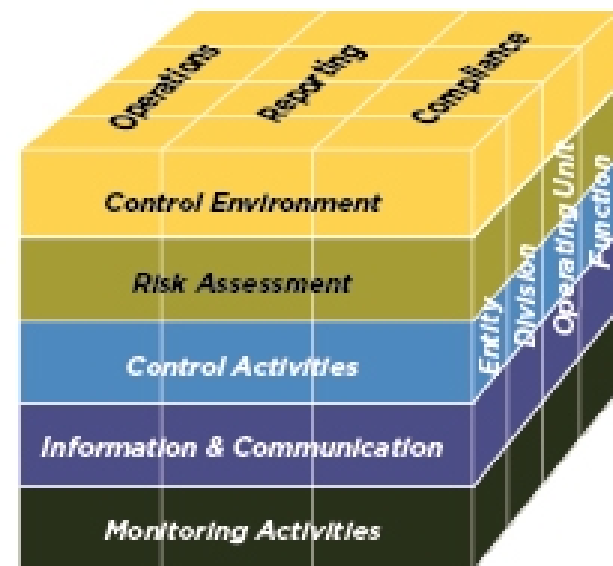 Operations
Reporting
Compliance
Control Environment
Risk Assessment
Control Activities
Information & Communication
Monitoring Activities
Entity
Division
Operating Unit
Function